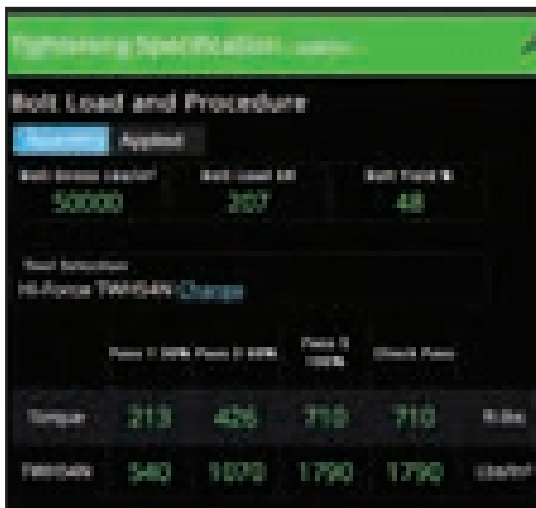 Tightening Specification
Bolt Load and Procedure
Applied
Bolt Stress Lbs/in² Bolt Load kN Bolt Yield %
50000 207 48
Tool Selection
Hi-Force TWHS4N Change
Pass 1 30% Pass 2 60% Pass 3 100% Check Pass
Torque 213 426 710 710 ft.lbs
TWHS4N 540 1070 1790 1790 Lbs/in²